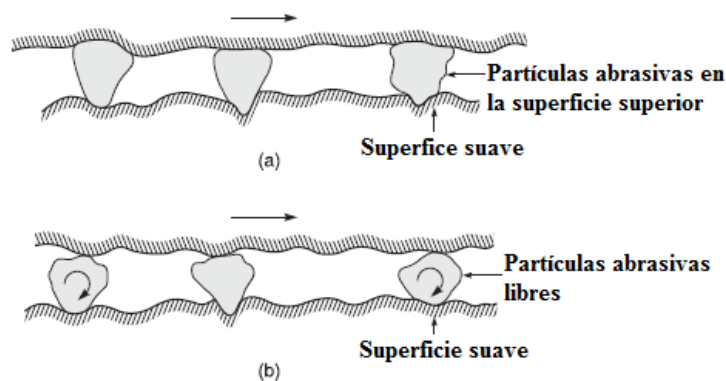 Partículas abrasivas en
la superficie superior
Superfice suave
(a)
Partículas abrasivas
libres
Superficie suave
(b)